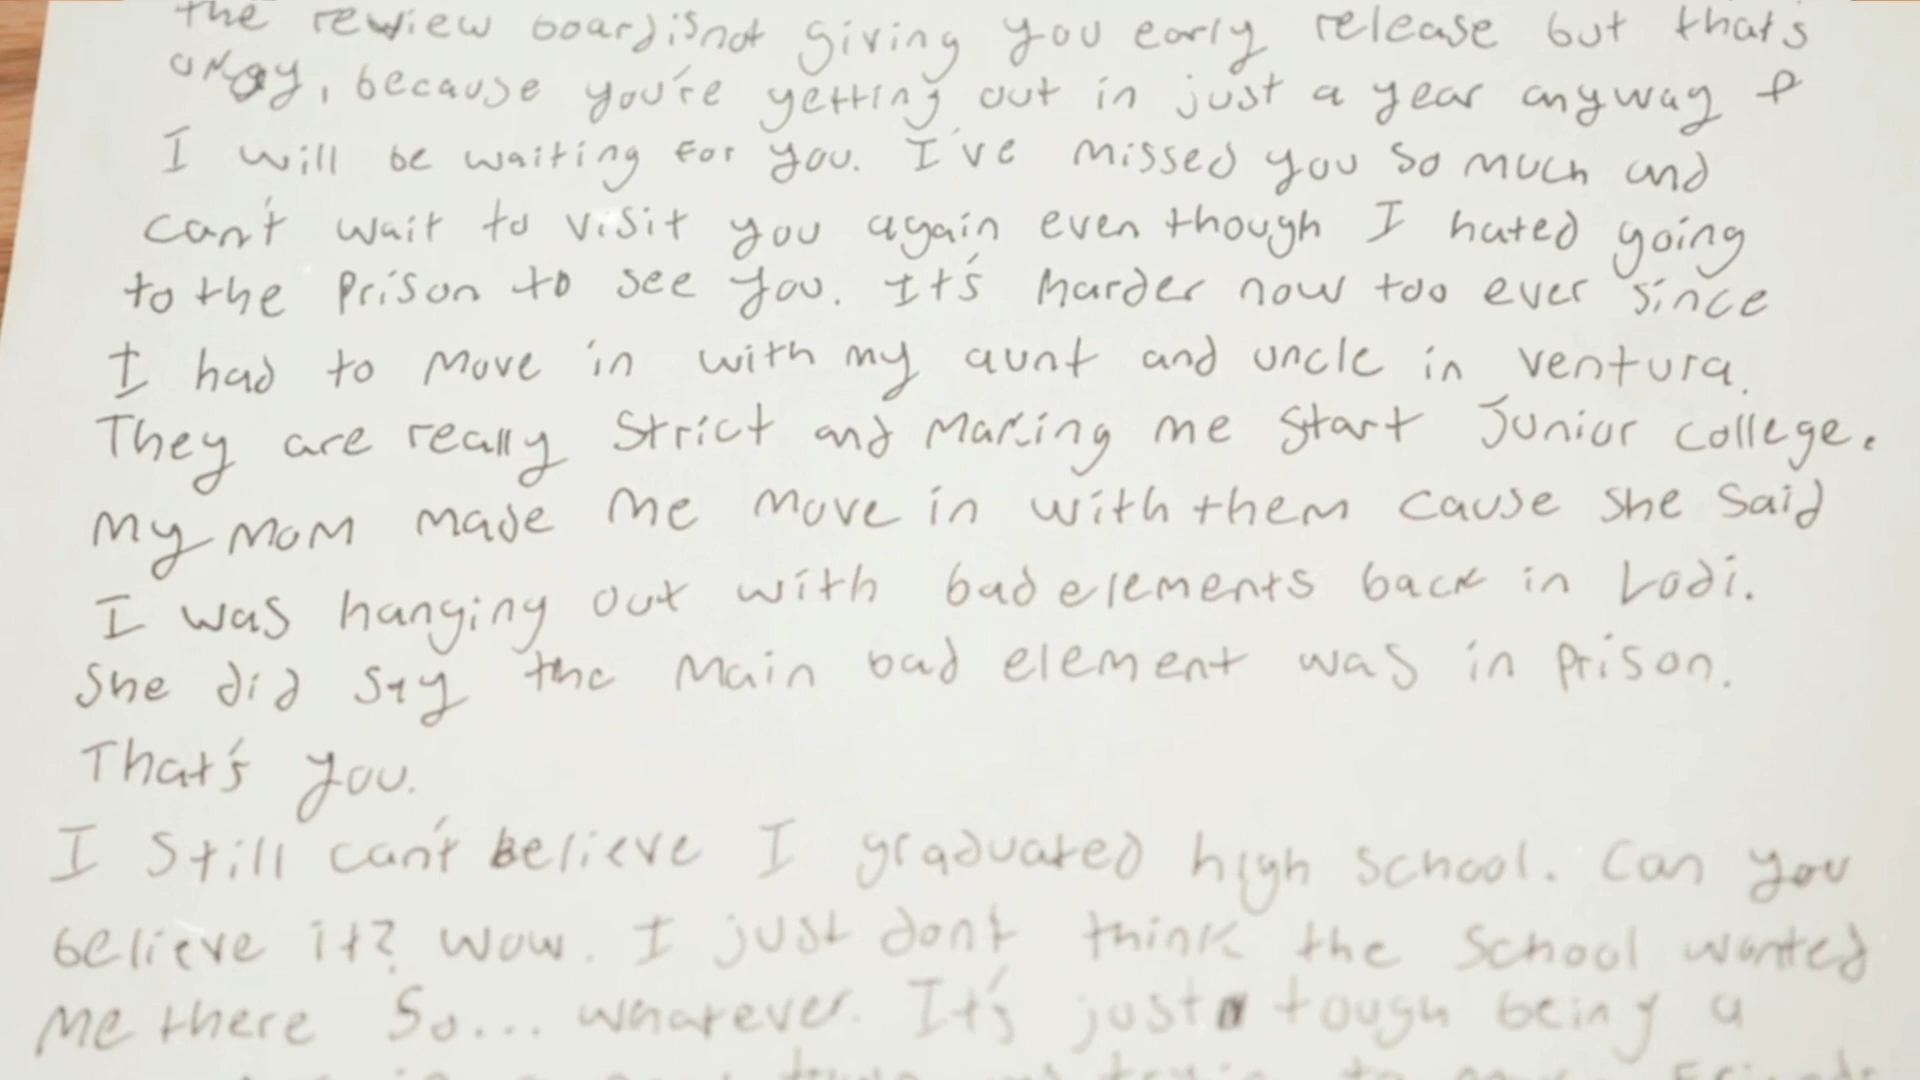 the review board is not giving you early release but that's
okay, because you're getting out in just a year anyway &
I will be waiting for you. I've missed you so much and
can't wait to visit you again even though I hated going
to the prison to see you. It's harder now too ever since
I had to move in with my aunt and uncle in Ventura.
They are really strict and making me start Junior college.
My mom made me move in with them cause she said
I was hanging out with bad elements back in Lodi.
She did say the main bad element was in prison.
That's you.
I still can't believe I graduated high school. Can you
believe it? Wow. I just don't think the school wanted
me there so... whatever. It's just tough being a